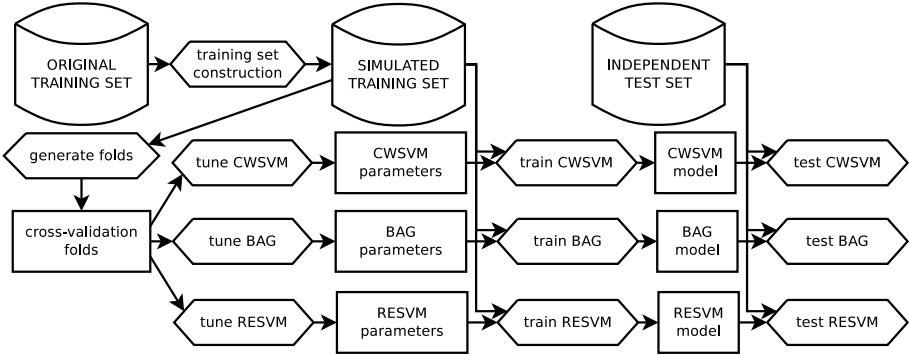 ORIGINAL
TRAINING SET
training set
construction
SIMULATED
TRAINING SET
INDEPENDENT
TEST SET
generate folds
tune CWSVM
CWSVM
parameters
train CWSVM
CWSVM
model
test CWSVM
cross-validation
folds
tune BAG
BAG
parameters
train BAG
BAG
model
test BAG
tune RESVM
RESVM
parameters
train RESVM
RESVM
model
test RESVM